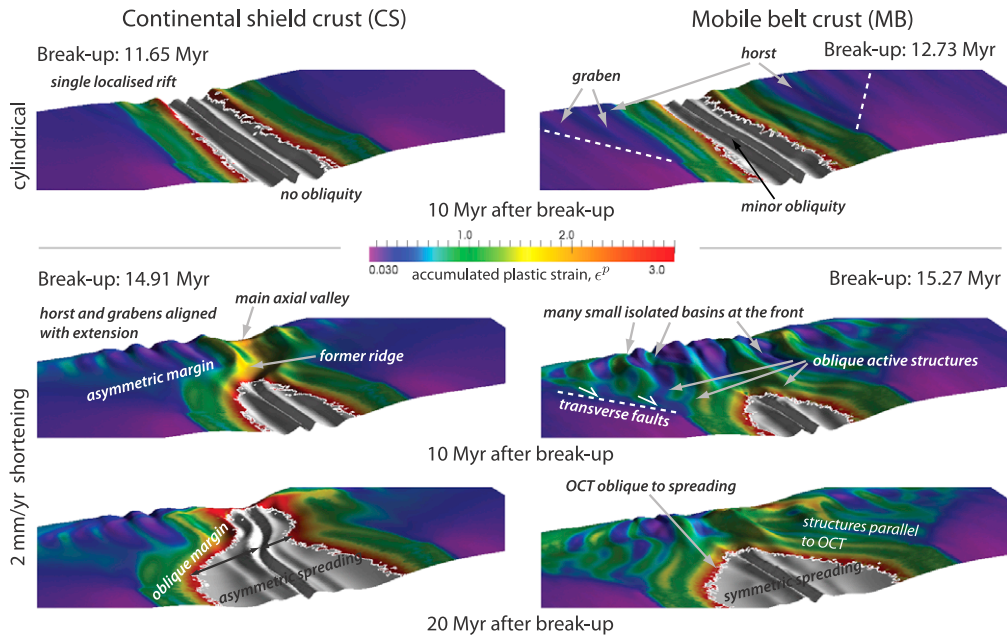 Continental shield crust (CS)
Mobile belt crust (MB)
Break-up: 11.65 Myr
single localised rift
no obliquity
graben
horst
Break-up: 12.73 Myr
minor obliquity
cylindrical
10 Myr after break-up
1.0
2.0
0.030
3.0
accumulated plastic strain, ϵᵖ
2 mm/yr shortening
Break-up: 14.91 Myr
horst and grabens aligned
with extension
main axial valley
former ridge
asymmetric margin
Break-up: 15.27 Myr
many small isolated basins at the front
oblique active structures
transverse faults
10 Myr after break-up
oblique margin
asymmetric spreading
OCT oblique to spreading
structures parallel
to OCT
symmetric spreading
20 Myr after break-up